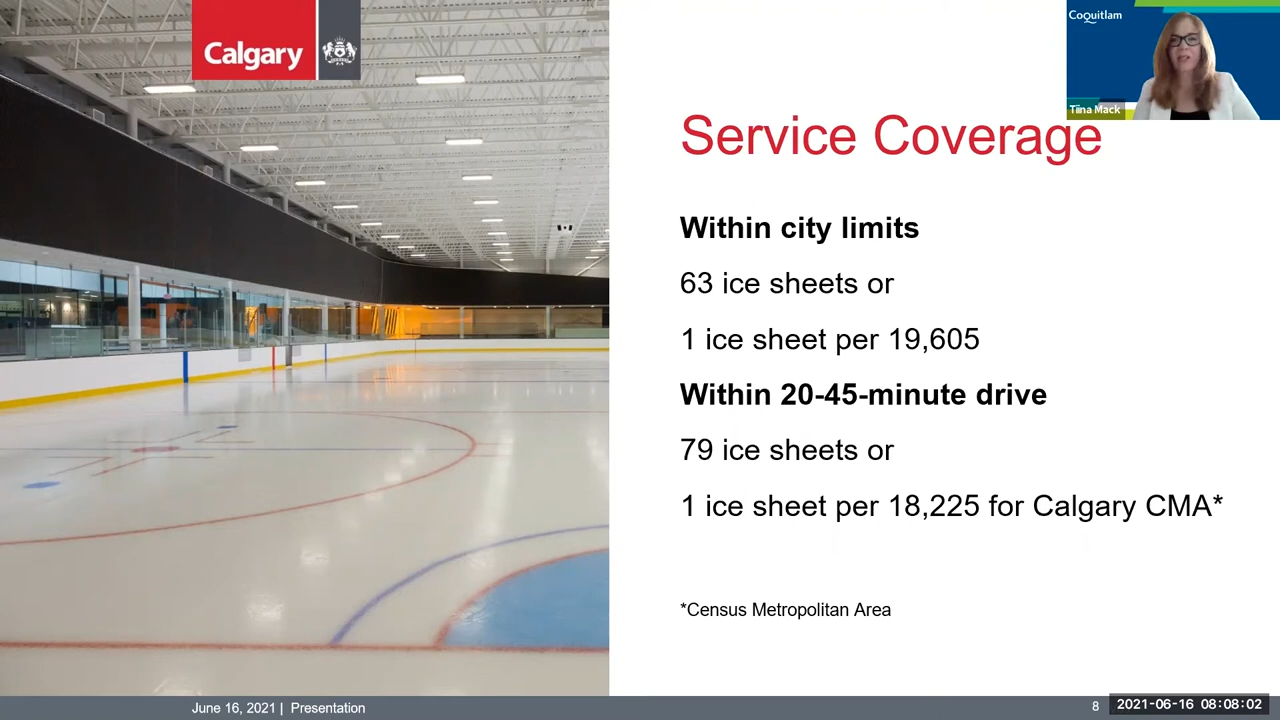 Calgary
Coquitlam
Tina Mack
Service Coverage
Within city limits
63 ice sheets or
1 ice sheet per 19,605
Within 20-45-minute drive
79 ice sheets or
1 ice sheet per 18,225 for Calgary CMA*
*Census Metropolitan Area
June 16, 2021 | Presentation
8
2021-06-16 08:08:02